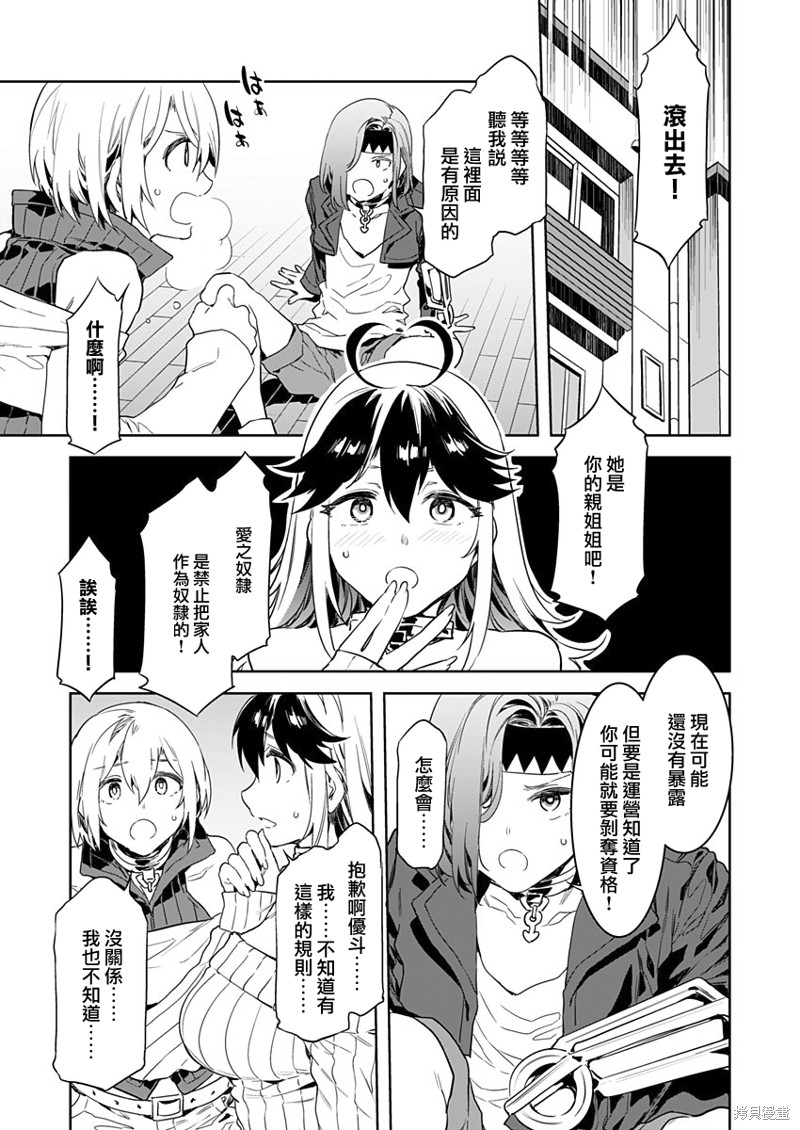 滾出去！
等等等等
聽我說
這裡面
是有原因的
はぁ
はぁ
什麼啊……！
她是
你的親姐姐吧！
愛之奴隸
是禁止把家人
作為奴隸的！
誒誒……！
現在可能
還沒有暴露
但要是運營知道了
你可能就要剝奪資格！
怎麼會……
抱歉啊優斗……
我……不知道有
這樣的規則……
沒關係……
我也不知道……
拷貝漫畫